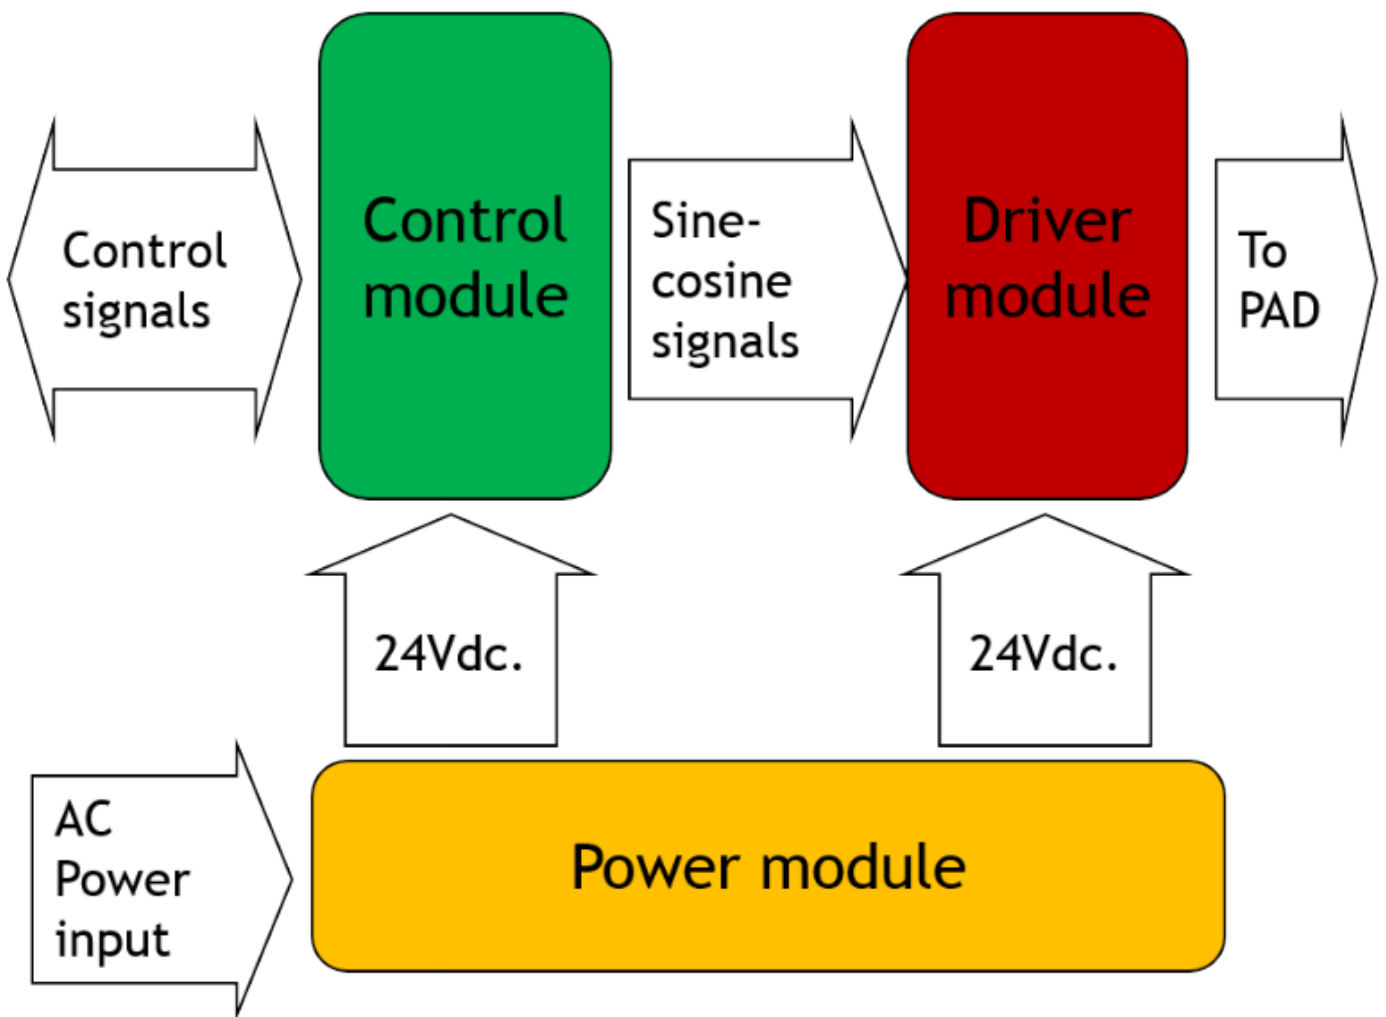 Control
signals
Control
module
Sine-
cosine
signals
Driver
module
To
PAD
24Vdc.
24Vdc.
AC
Power
input
Power module